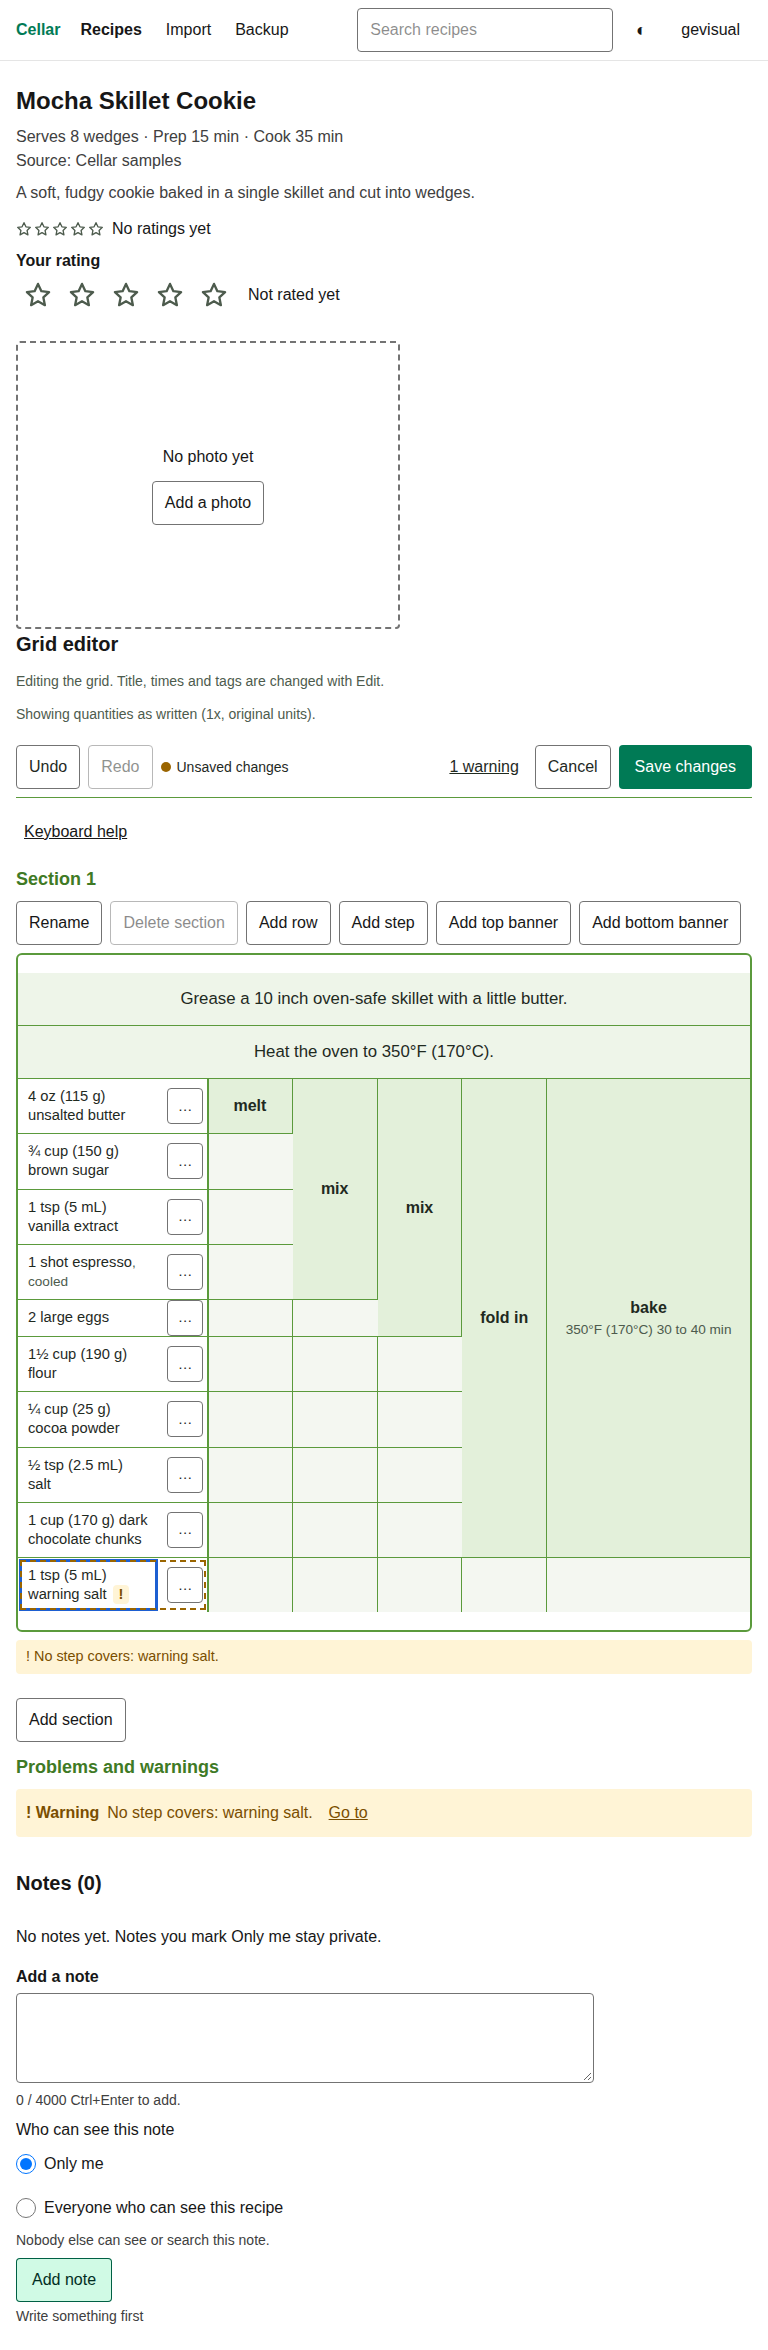 Cellar Recipes Import Backup Search recipes gevisual
Mocha Skillet Cookie
Serves 8 wedges · Prep 15 min · Cook 35 min
Source: Cellar samples
A soft, fudgy cookie baked in a single skillet and cut into wedges.
No ratings yet
Your rating
Not rated yet
No photo yet
Add a photo
Grid editor
Editing the grid. Title, times and tags are changed with Edit.
Showing quantities as written (1x, original units).
Undo Redo Unsaved changes 1 warning Cancel Save changes
Keyboard help
Section 1
Rename Delete section Add row Add step Add top banner Add bottom banner
Grease a 10 inch oven-safe skillet with a little butter.
Heat the oven to 350°F (170°C).
4 oz (115 g)
unsalted butter
...
melt
¾ cup (150 g)
brown sugar
...
mix
1 tsp (5 mL)
vanilla extract
...
mix
1 shot espresso,
cooled
...
2 large eggs
...
fold in
bake
350°F (170°C) 30 to 40 min
1½ cup (190 g)
flour
...
¼ cup (25 g)
cocoa powder
...
½ tsp (2.5 mL)
salt
...
1 cup (170 g) dark
chocolate chunks
...
1 tsp (5 mL)
warning salt !
...
! No step covers: warning salt.
Add section
Problems and warnings
! Warning No step covers: warning salt. Go to
Notes (0)
No notes yet. Notes you mark Only me stay private.
Add a note
0 / 4000 Ctrl+Enter to add.
Who can see this note
Only me
Everyone who can see this recipe
Nobody else can see or search this note.
Add note
Write something first